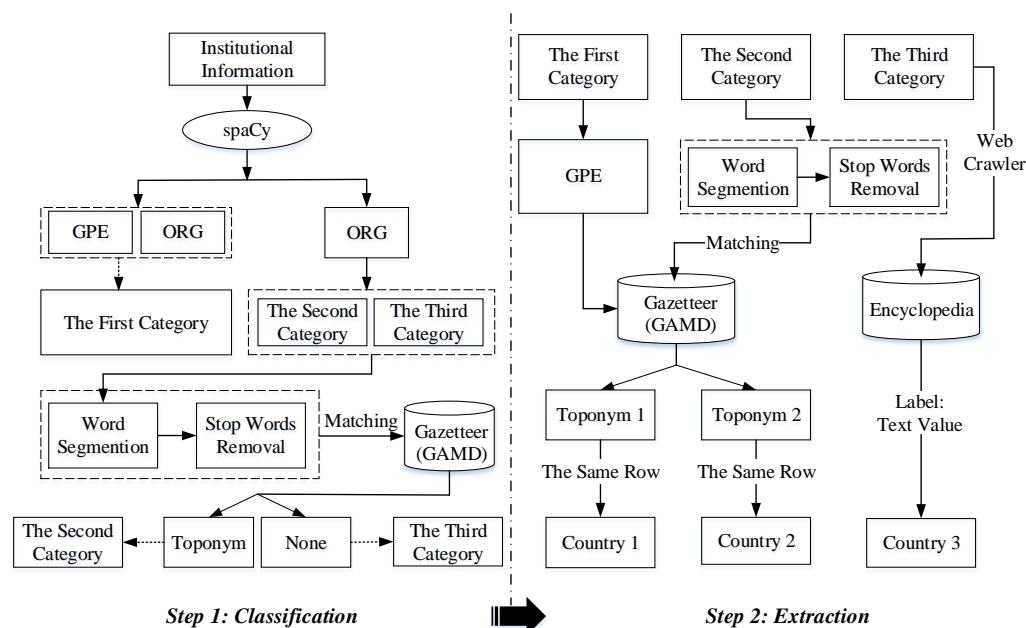 Institutional
Information
spaCy
GPE
ORG
ORG
The First Category
The Second
Category
The Third
Category
Word
Segmention
Stop Words
Removal
Matching
Gazetteer
(GAMD)
The Second
Category
Toponym
None
The Third
Category
Step 1: Classification
The First
Category
The Second
Category
The Third
Category
Web
Crawler
GPE
Word
Segmention
Stop Words
Removal
Matching
Gazetteer
(GAMD)
Encyclopedia
Toponym 1
Toponym 2
Label:
Text Value
The Same Row
The Same Row
Country 1
Country 2
Country 3
Step 2: Extraction